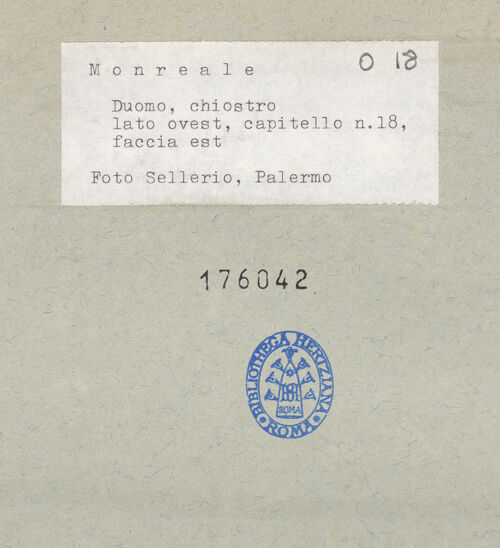 Monreale O 18
Duomo, chiostro
lato ovest, capitello n.18,
faccia est
Foto Sellerio, Palermo
176042
BIBLIOTHECA HERTZIANA
ROMA
ROMA